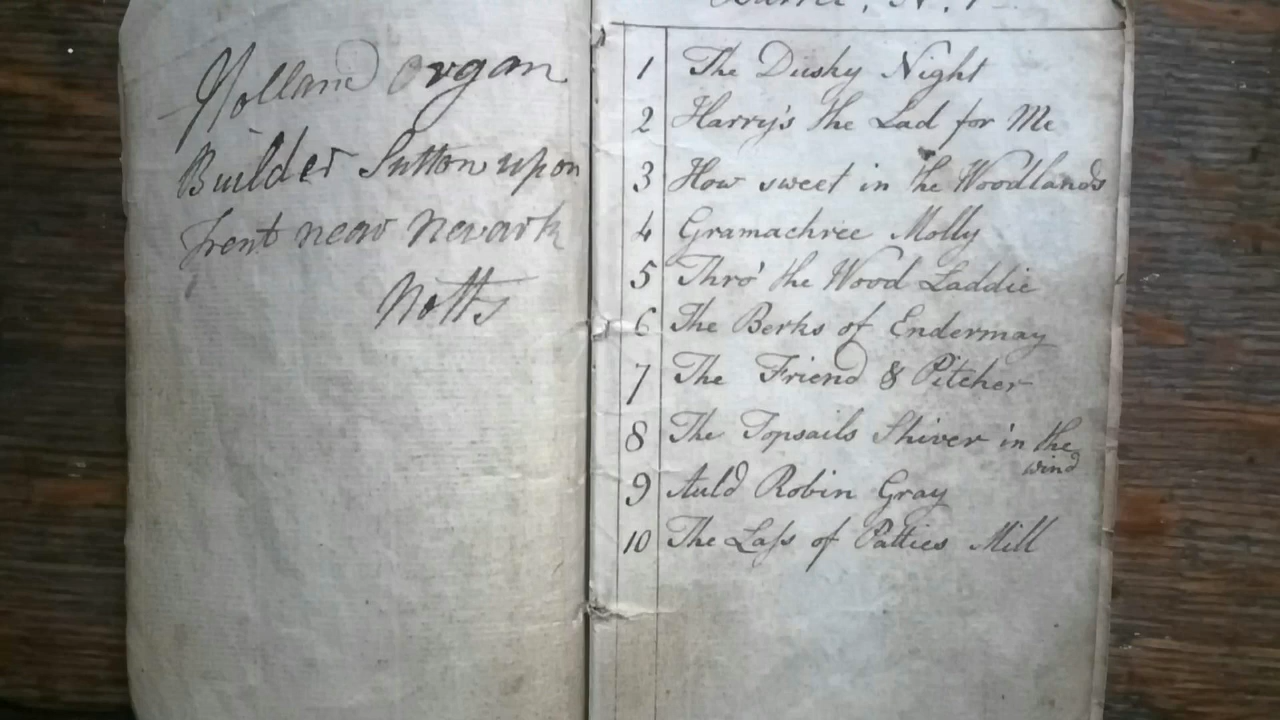 Holland Organ
Builder Sutton upon
Trent near Newark
Notts
Barrel, N. 1
1 The Dusky Night
2 Harry's the Lad for Me
3 How sweet in the Woodlands
4 Gramachree Molly
5 Thro' the Wood Laddie
6 The Berks of Endermay
7 The Friend & Pitcher
8 The Topsails Shiver in the
wind
9 Auld Robin Gray
10 The Laſs of Patties Mill